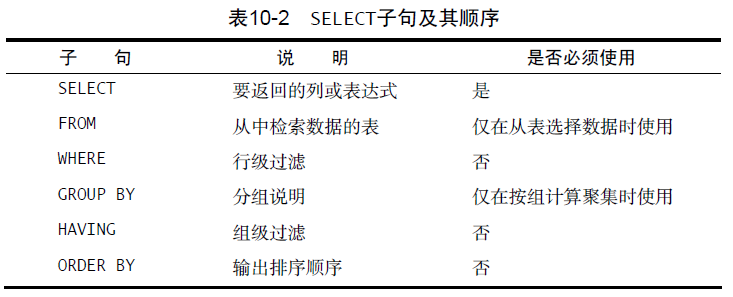 表10-2 SELECT子句及其顺序
子 句 说 明 是否必须使用
SELECT 要返回的列或表达式 是
FROM 从中检索数据的表 仅在从表选择数据时使用
WHERE 行级过滤 否
GROUP BY 分组说明 仅在按组计算聚集时使用
HAVING 组级过滤 否
ORDER BY 输出排序顺序 否